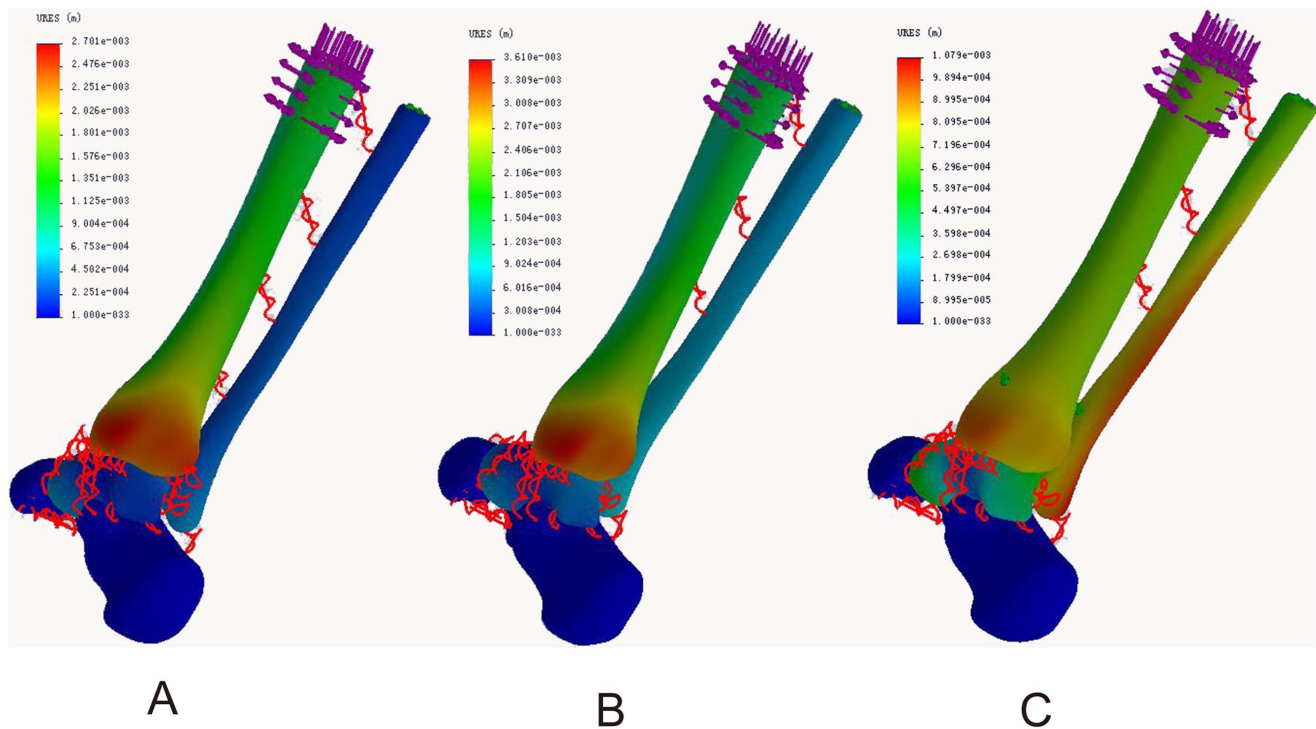 URES (m)
2.701e-003
2.476e-003
2.251e-003
2.026e-003
1.801e-003
1.576e-003
1.351e-003
1.125e-003
9.004e-004
6.753e-004
4.502e-004
2.251e-004
1.000e-033
URES (m)
3.610e-003
3.309e-003
3.008e-003
2.707e-003
2.406e-003
2.106e-003
1.805e-003
1.504e-003
1.203e-003
9.024e-004
6.016e-004
3.008e-004
1.000e-033
URES (m)
1.079e-003
9.894e-004
8.995e-004
8.095e-004
7.196e-004
6.296e-004
5.397e-004
4.497e-004
3.598e-004
2.698e-004
1.799e-004
8.995e-005
1.000e-033
A
B
C